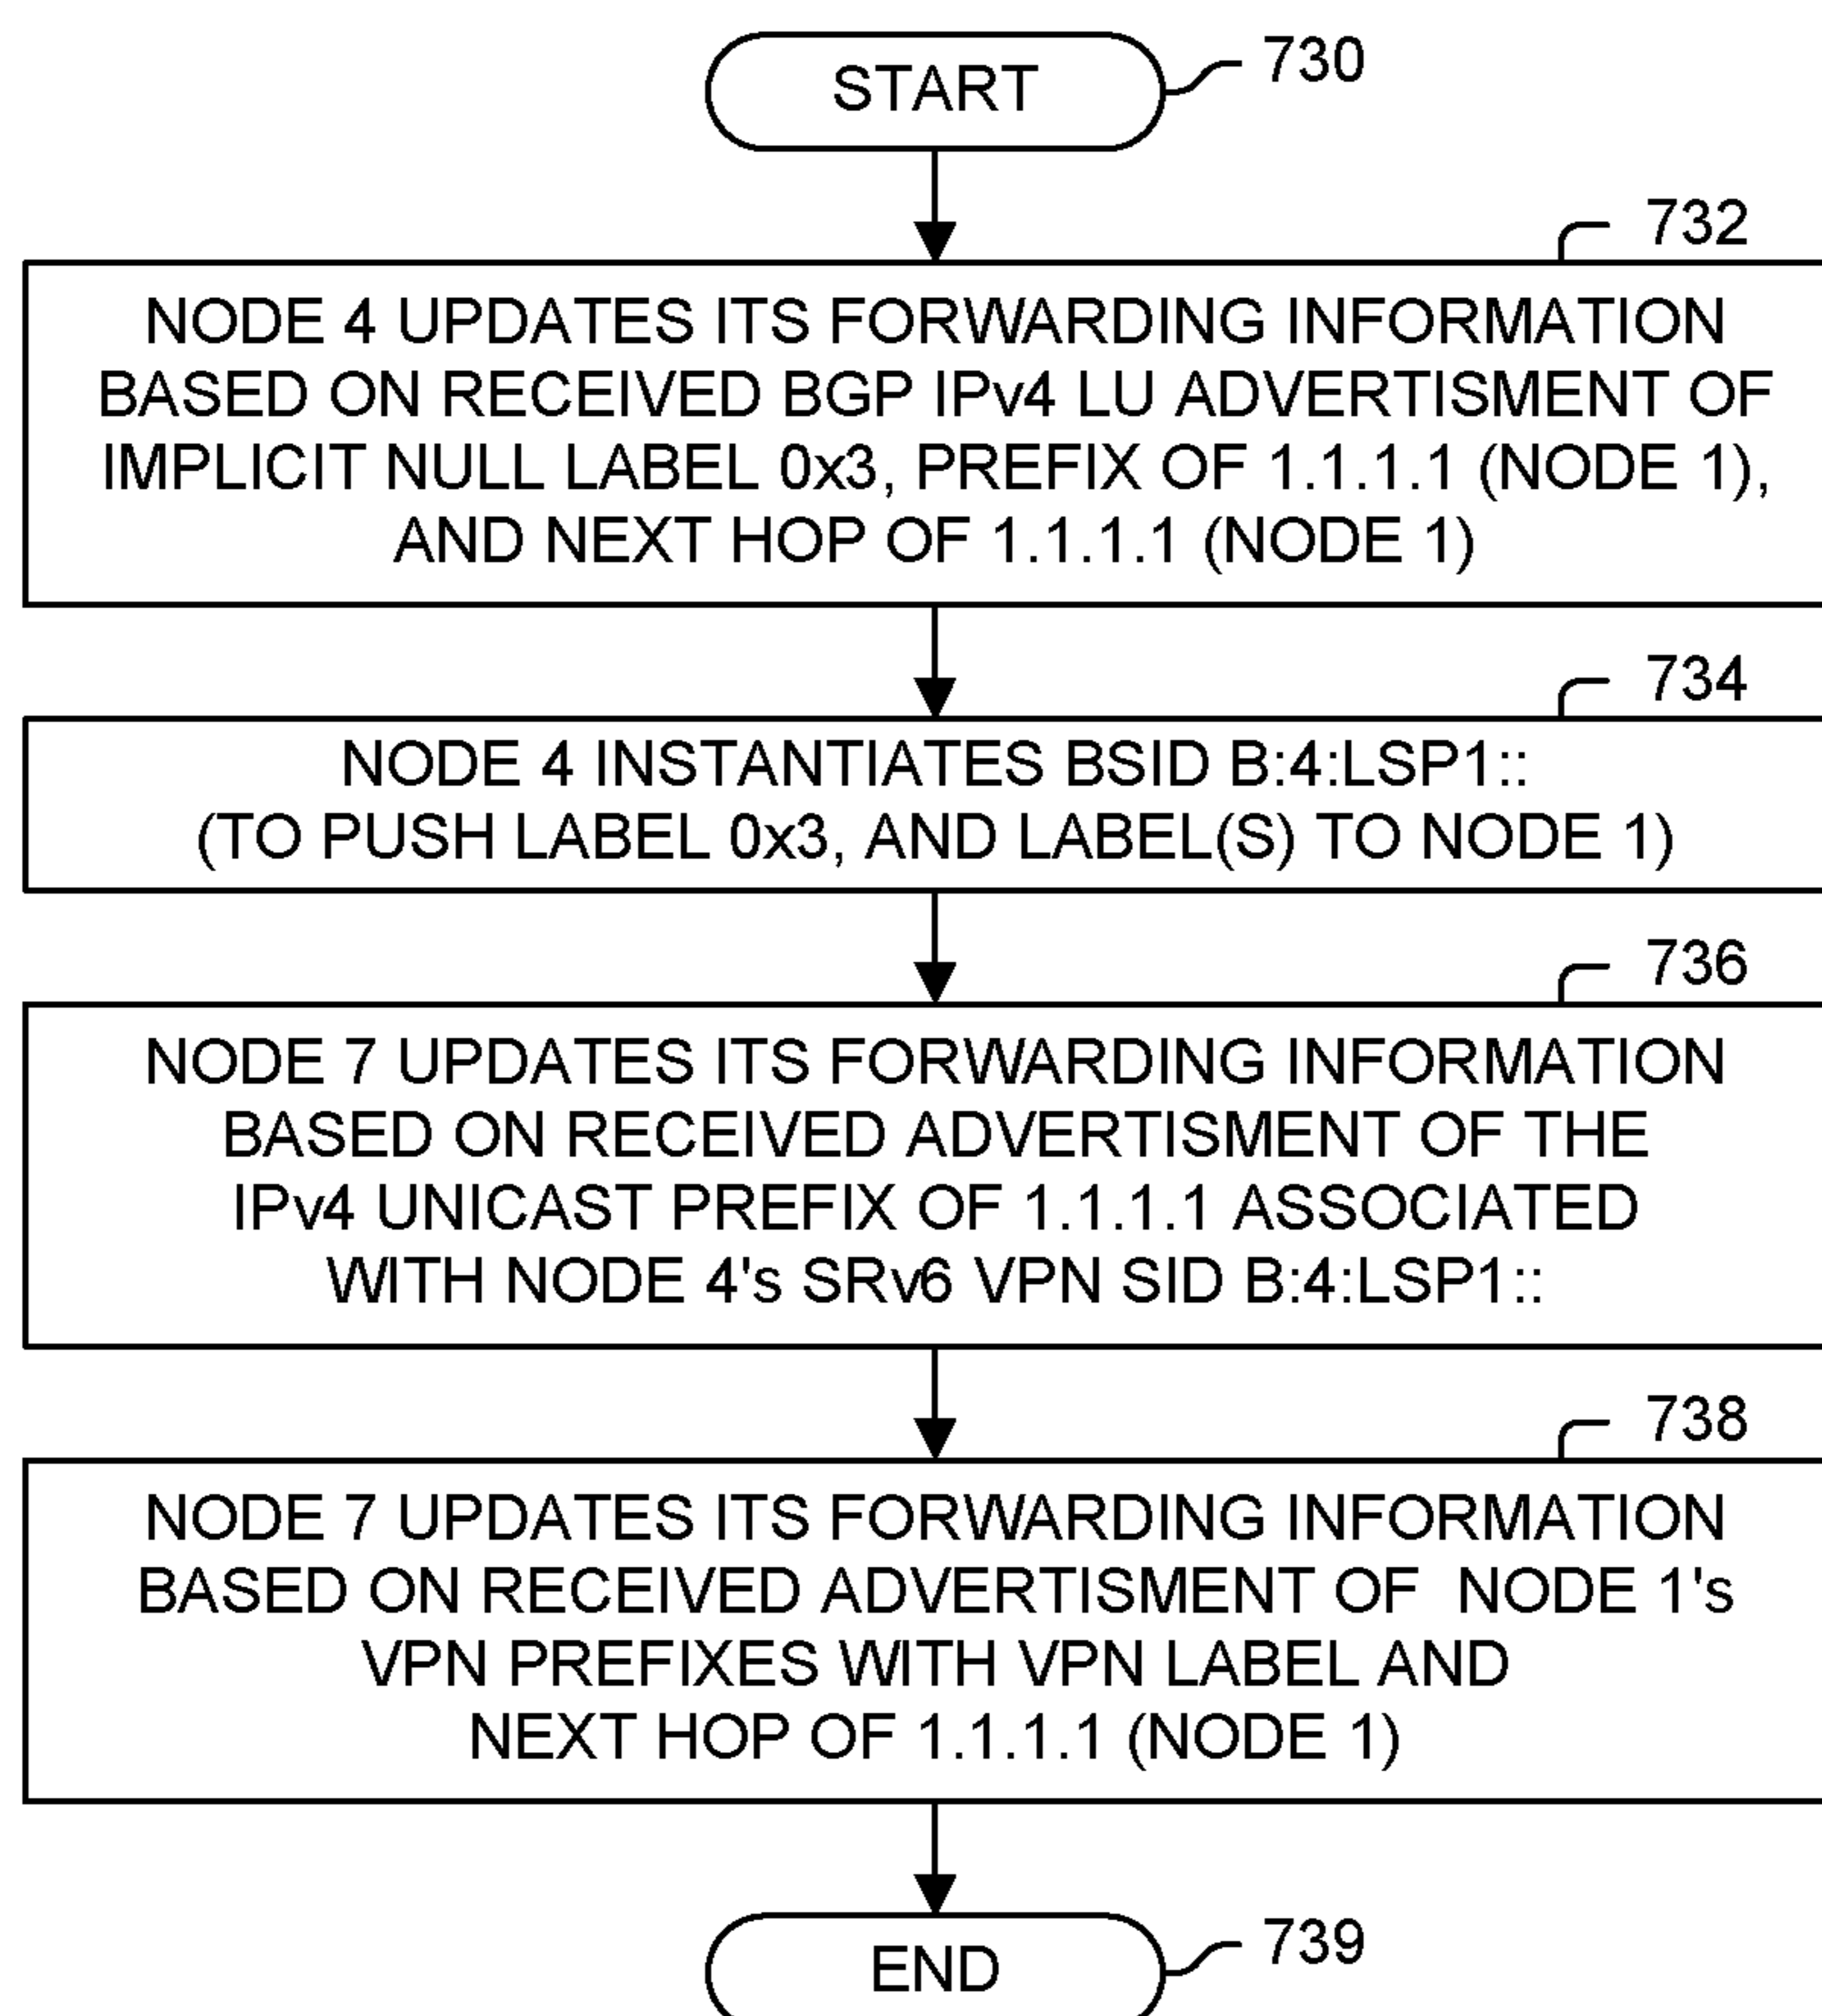 START
730
732
NODE 4 UPDATES ITS FORWARDING INFORMATION
BASED ON RECEIVED BGP IPv4 LU ADVERTISMENT OF
IMPLICIT NULL LABEL 0x3, PREFIX OF 1.1.1.1 (NODE 1),
AND NEXT HOP OF 1.1.1.1 (NODE 1)
734
NODE 4 INSTANTIATES BSID B:4:LSP1::
(TO PUSH LABEL 0x3, AND LABEL(S) TO NODE 1)
736
NODE 7 UPDATES ITS FORWARDING INFORMATION
BASED ON RECEIVED ADVERTISMENT OF THE
IPv4 UNICAST PREFIX OF 1.1.1.1 ASSOCIATED
WITH NODE 4's SRv6 VPN SID B:4:LSP1::
738
NODE 7 UPDATES ITS FORWARDING INFORMATION
BASED ON RECEIVED ADVERTISMENT OF NODE 1's
VPN PREFIXES WITH VPN LABEL AND
NEXT HOP OF 1.1.1.1 (NODE 1)
END
739